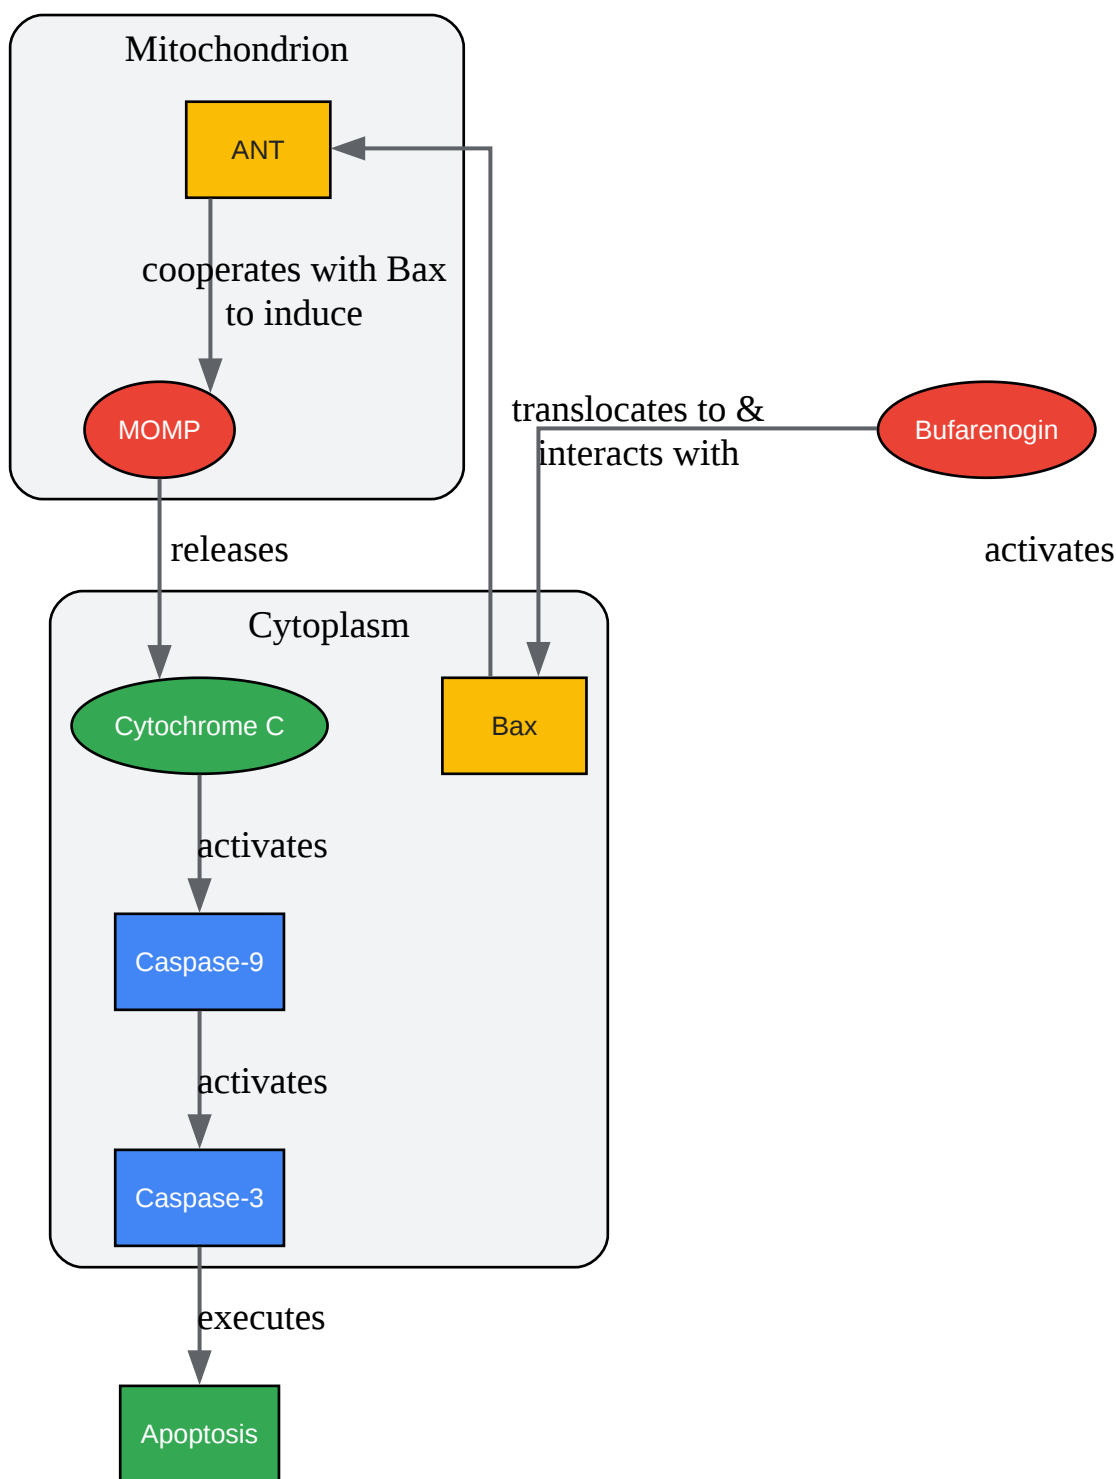 Mitochondrion
ANT
cooperates with Bax
to induce
MOMP
translocates to &
interacts with
Bufarenogin
releases
activates
Cytoplasm
Cytochrome C
Bax
activates
Caspase-9
activates
Caspase-3
executes
Apoptosis